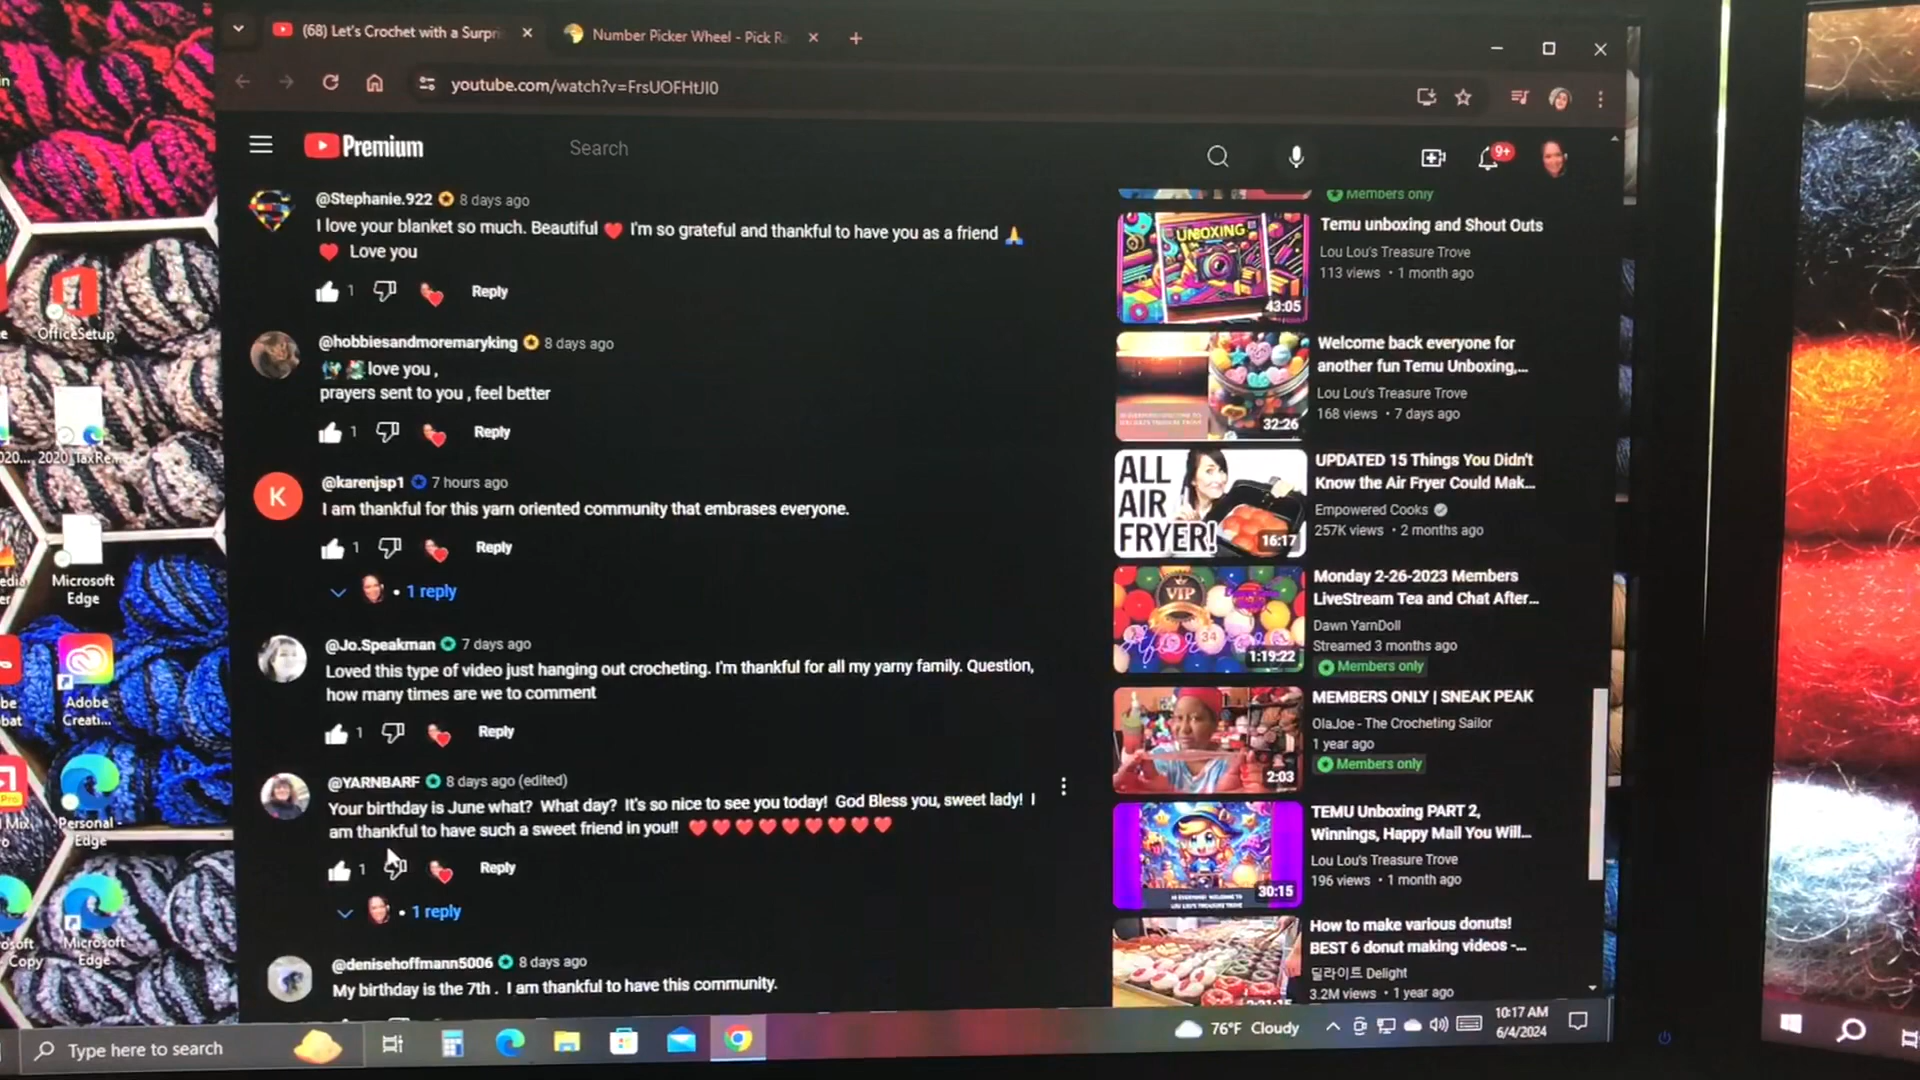 (68) Let's Crochet with a Surpr
Number Picker Wheel - Pick R
youtube.com/watch?v=FrsUOFHtJI0
Premium
Search
9+
@Stephanie.922 8 days ago
I love your blanket so much. Beautiful ❤️ I'm so grateful and thankful to have you as a friend 🙏
❤️ Love you
1 Reply
@hobbiesandmoremaryking 8 days ago
love you ,
prayers sent to you , feel better
1 Reply
@karenjsp1 7 hours ago
I am thankful for this yarn oriented community that embrases everyone.
1 Reply
• 1 reply
@Jo.Speakman 7 days ago
Loved this type of video just hanging out crocheting. I'm thankful for all my yarny family. Question,
how many times are we to comment
1 Reply
@YARNBARF 8 days ago (edited)
Your birthday is June what? What day? It's so nice to see you today! God Bless you, sweet lady! I
am thankful to have such a sweet friend in you!! ❤️❤️❤️❤️❤️❤️❤️❤️❤️
1 Reply
• 1 reply
@denisehoffmann5006 8 days ago
My birthday is the 7th . I am thankful to have this community.
Members only
UNBOXING
43:05
Temu unboxing and Shout Outs
Lou Lou's Treasure Trove
113 views • 1 month ago
32:26
Welcome back everyone for
another fun Temu Unboxing,...
Lou Lou's Treasure Trove
168 views • 7 days ago
ALL
AIR
FRYER!
16:17
UPDATED 15 Things You Didn't
Know the Air Fryer Could Mak...
Empowered Cooks
257K views • 2 months ago
VIP
34
1:19:22
Monday 2-26-2023 Members
LiveStream Tea and Chat After...
Dawn YarnDoll
Streamed 3 months ago
Members only
2:03
MEMBERS ONLY | SNEAK PEAK
OlaJoe - The Crocheting Sailor
1 year ago
Members only
30:15
TEMU Unboxing PART 2,
Winnings, Happy Mail You Will...
Lou Lou's Treasure Trove
196 views • 1 month ago
How to make various donuts!
BEST 6 donut making videos -...
딜라이트 Delight
3.2M views • 1 year ago
OfficeSetup
2020_TaxRe...
Microsoft
Edge
Adobe
Creati...
Personal -
Edge
Microsoft
Edge
Copy
Type here to search
76°F Cloudy
10:17 AM
6/4/2024